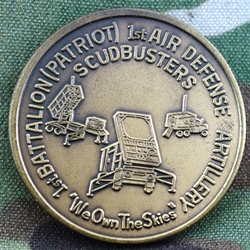 1st BATTALION (PATRIOT) 1st AIR DEFENSE ARTILLERY
SCUDBUSTERS
"We Own The Skies"